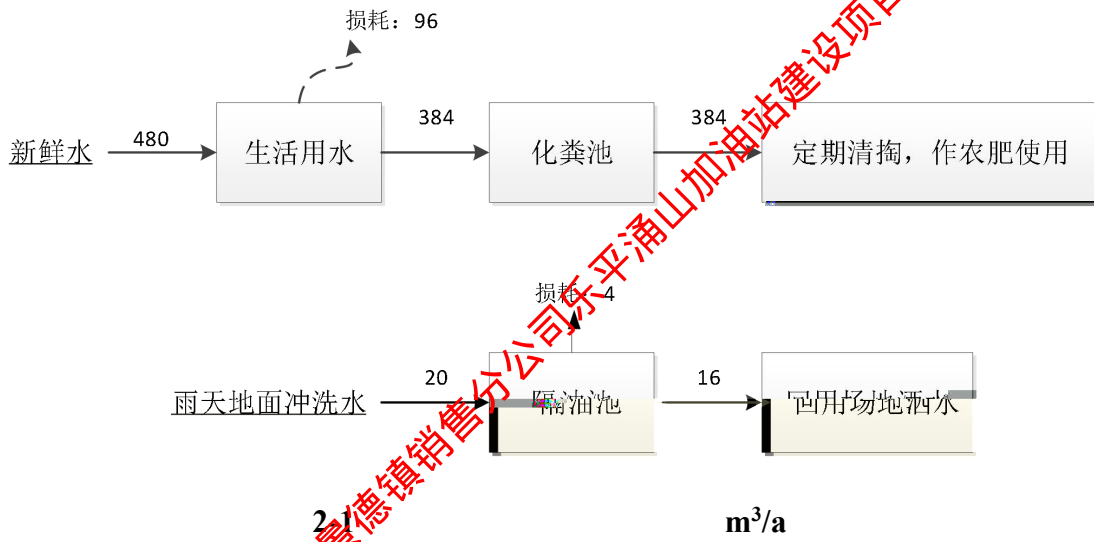 损耗：96
新鲜水
480
生活用水
384
化粪池
384
定期清掏，作农肥使用
损耗：4
雨天地面冲洗水
20
隔油池
16
回用场地洒水
2-1
m³/a
景德镇销售分公司乐平涌山加油站建设项目